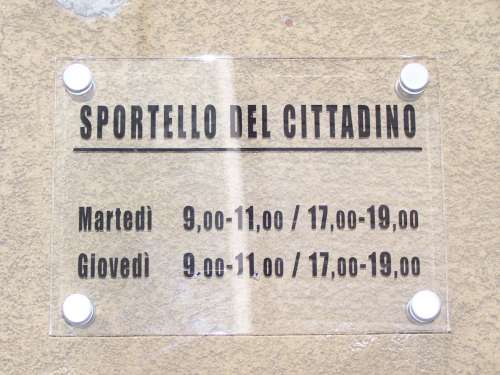 SPORTELLO DEL CITTADINO
Martedì 9,00-11,00 / 17,00-19,00
Giovedì 9,00-11,00 / 17,00-19,00